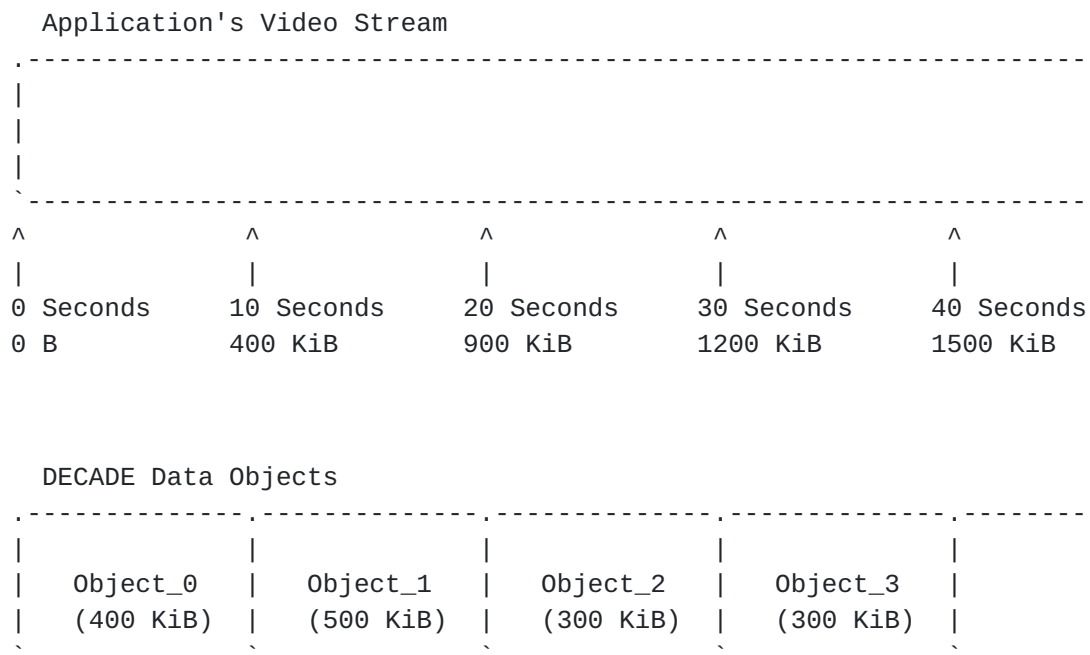 Application's Video Stream
.--------------------------------------------------------------------
|
|
|
`--------------------------------------------------------------------
^ ^ ^ ^ ^
| | | | |
0 Seconds 10 Seconds 20 Seconds 30 Seconds 40 Seconds
0 B 400 KiB 900 KiB 1200 KiB 1500 KiB
DECADE Data Objects
.--------------.--------------.--------------.--------------.--------
| | | | |
| Object_0 | Object_1 | Object_2 | Object_3 |
| (400 KiB) | (500 KiB) | (300 KiB) | (300 KiB) |